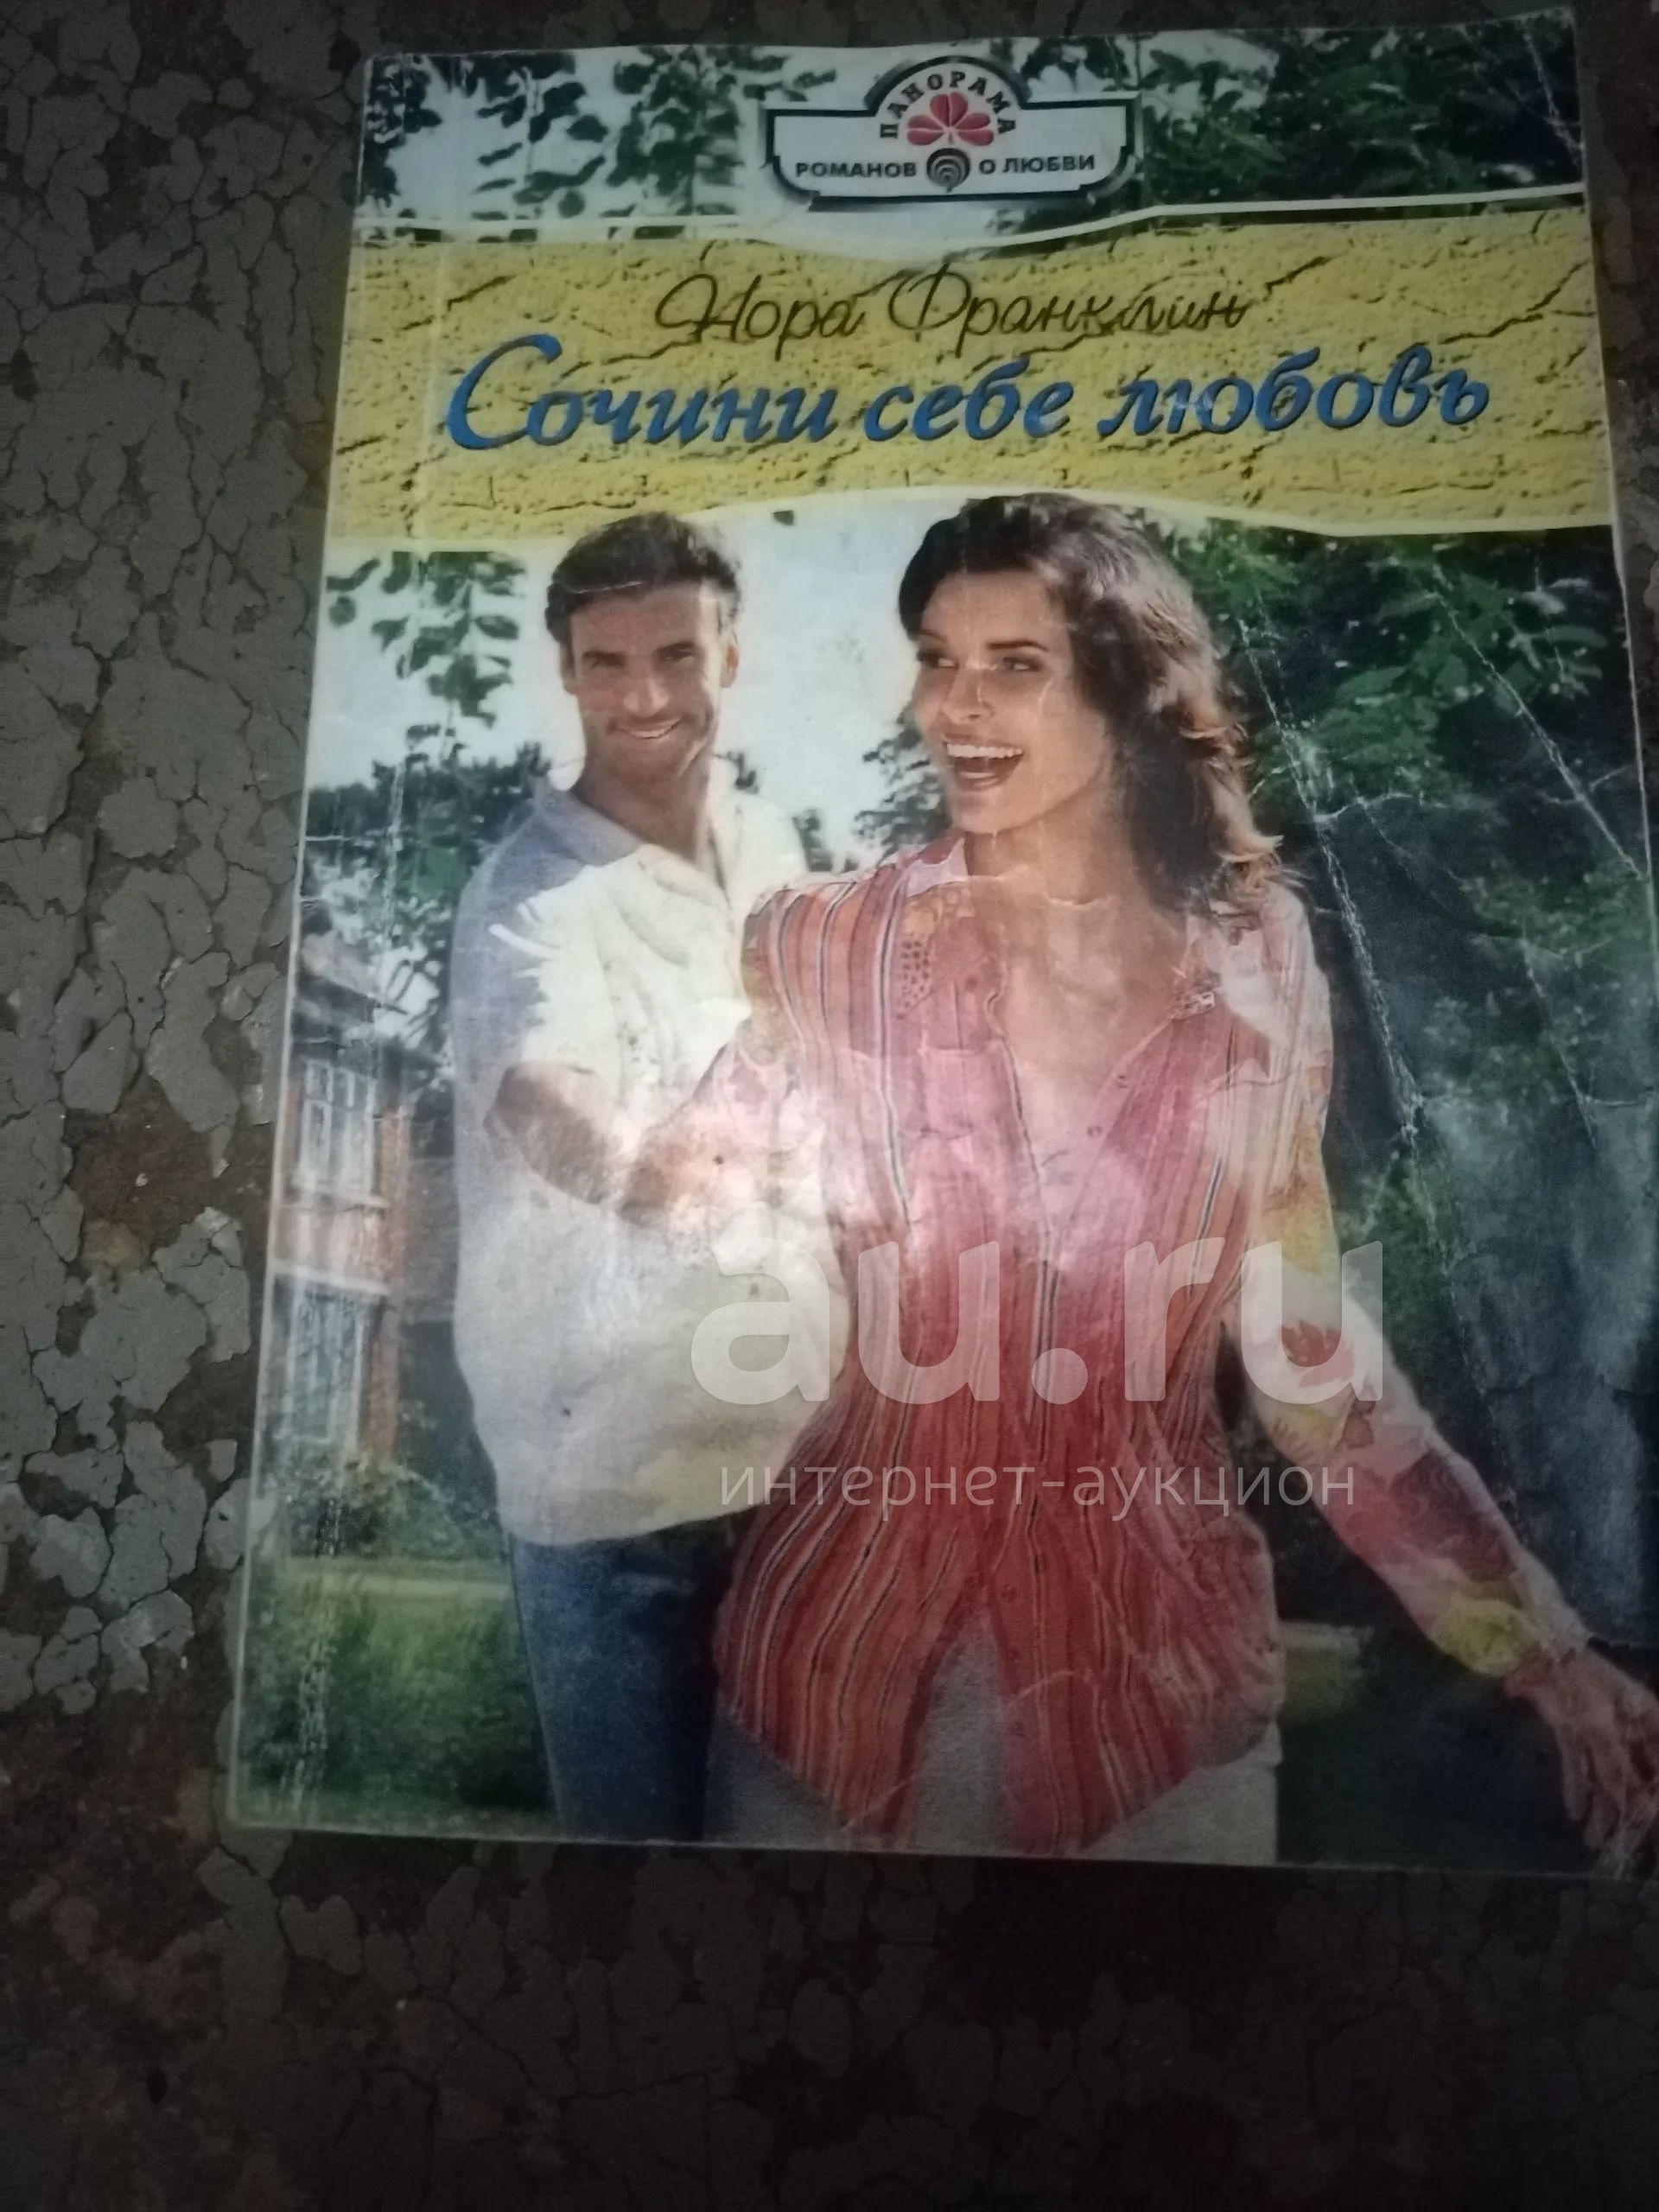 ПАНОРАМА
РОМАНОВ О ЛЮБВИ
Нора Франклин
Сочини себе любовь
au.ru
интернет-аукцион